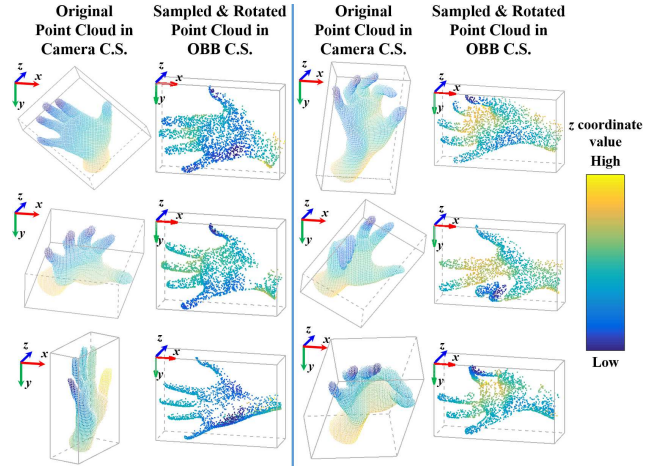 Original
Point Cloud in
Camera C.S.
Sampled & Rotated
Point Cloud in
OBB C.S.
Original
Point Cloud in
Camera C.S.
Sampled & Rotated
Point Cloud in
OBB C.S.
z
x
y
z
x
y
z
x
y
z
x
y
z coordinate
value
High
Low
z
x
y
z
x
y
z
x
y
z
x
y
z
x
y
z
x
y
z
x
y
z
x
y